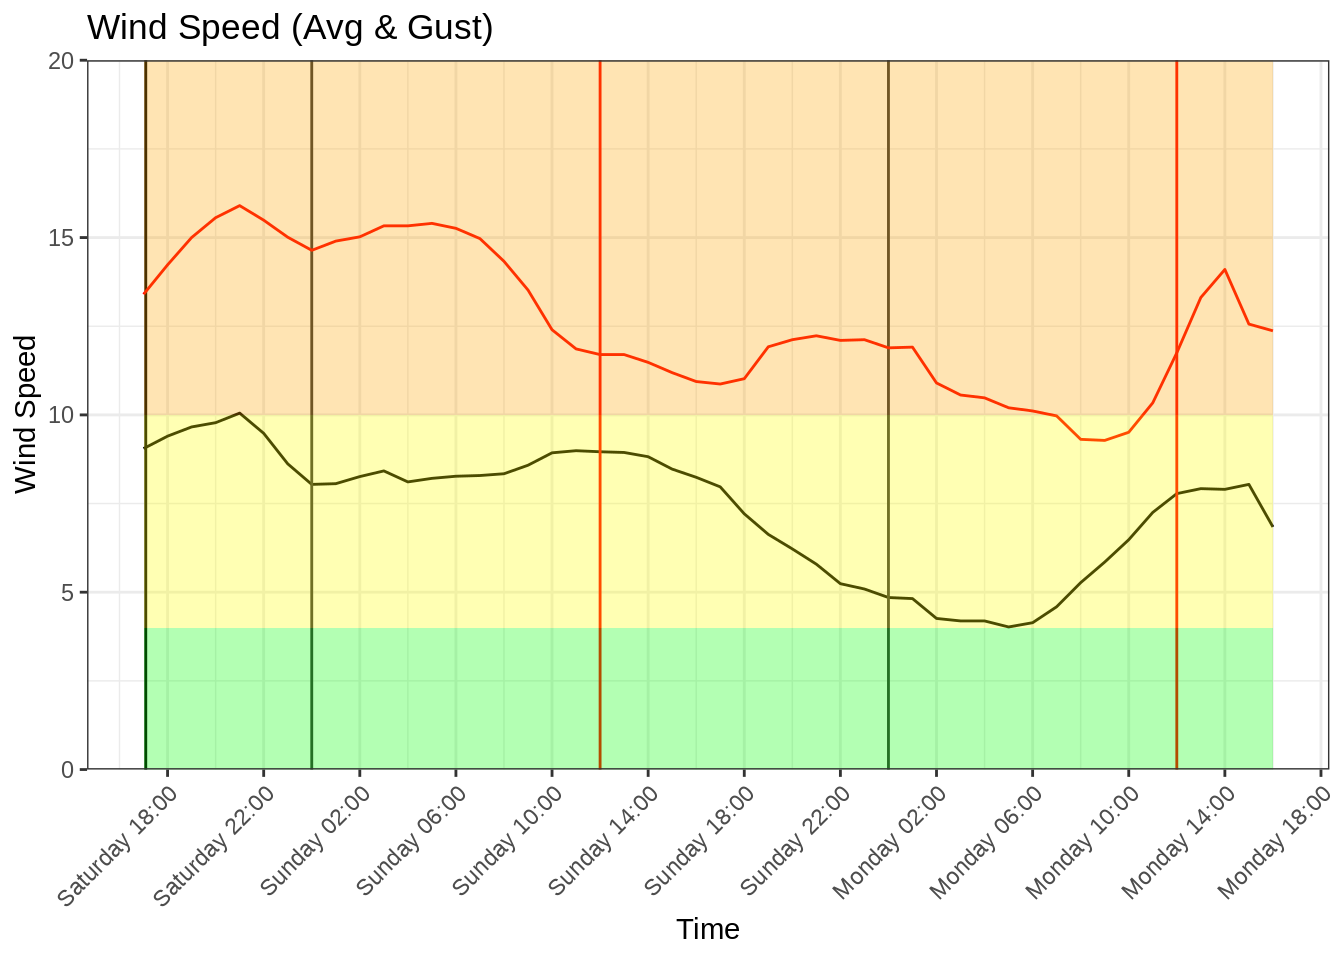 Wind Speed (Avg & Gust)
20
15
10
5
0
Wind Speed
Saturday 18:00
Saturday 22:00
Sunday 02:00
Sunday 06:00
Sunday 10:00
Sunday 14:00
Sunday 18:00
Sunday 22:00
Monday 02:00
Monday 06:00
Monday 10:00
Monday 14:00
Monday 18:00
Time